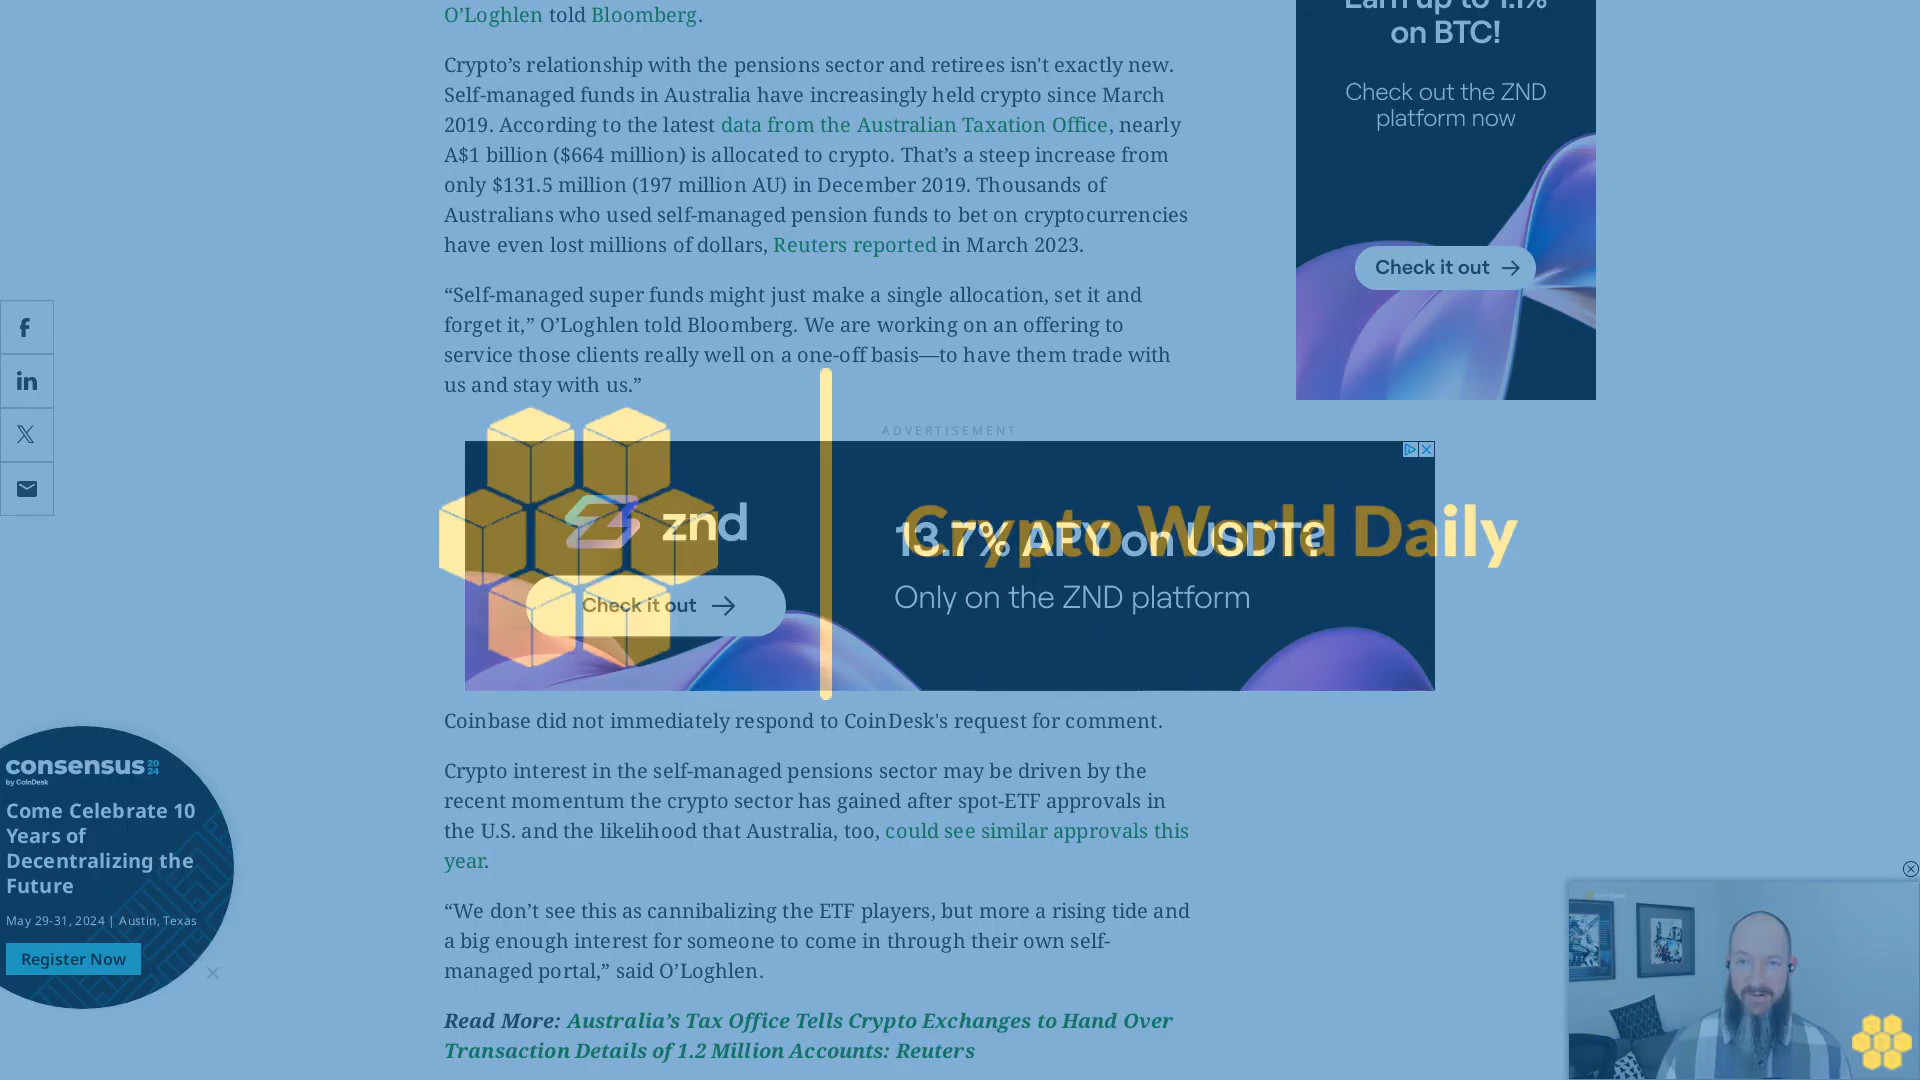 O’Loghlen told Bloomberg.
Crypto’s relationship with the pensions sector and retirees isn't exactly new.
Self-managed funds in Australia have increasingly held crypto since March
2019. According to the latest data from the Australian Taxation Office, nearly
A$1 billion ($664 million) is allocated to crypto. That’s a steep increase from
only $131.5 million (197 million AU) in December 2019. Thousands of
Australians who used self-managed pension funds to bet on cryptocurrencies
have even lost millions of dollars, Reuters reported in March 2023.
“Self-managed super funds might just make a single allocation, set it and
forget it,” O’Loghlen told Bloomberg. We are working on an offering to
service those clients really well on a one-off basis—to have them trade with
us and stay with us.”
ADVERTISEMENT
znd
13.7% APY on USDT?
Only on the ZND platform
Check it out
Crypto World Daily
Coinbase did not immediately respond to CoinDesk's request for comment.
Crypto interest in the self-managed pensions sector may be driven by the
recent momentum the crypto sector has gained after spot-ETF approvals in
the U.S. and the likelihood that Australia, too, could see similar approvals this
year.
“We don’t see this as cannibalizing the ETF players, but more a rising tide and
a big enough interest for someone to come in through their own self-
managed portal,” said O’Loghlen.
Read More: Australia’s Tax Office Tells Crypto Exchanges to Hand Over
Transaction Details of 1.2 Million Accounts: Reuters
Earn up to 1.1%
on BTC!
Check out the ZND
platform now
Check it out
consensus 2024
by CoinDesk
Come Celebrate 10
Years of
Decentralizing the
Future
May 29-31, 2024 | Austin, Texas
Register Now